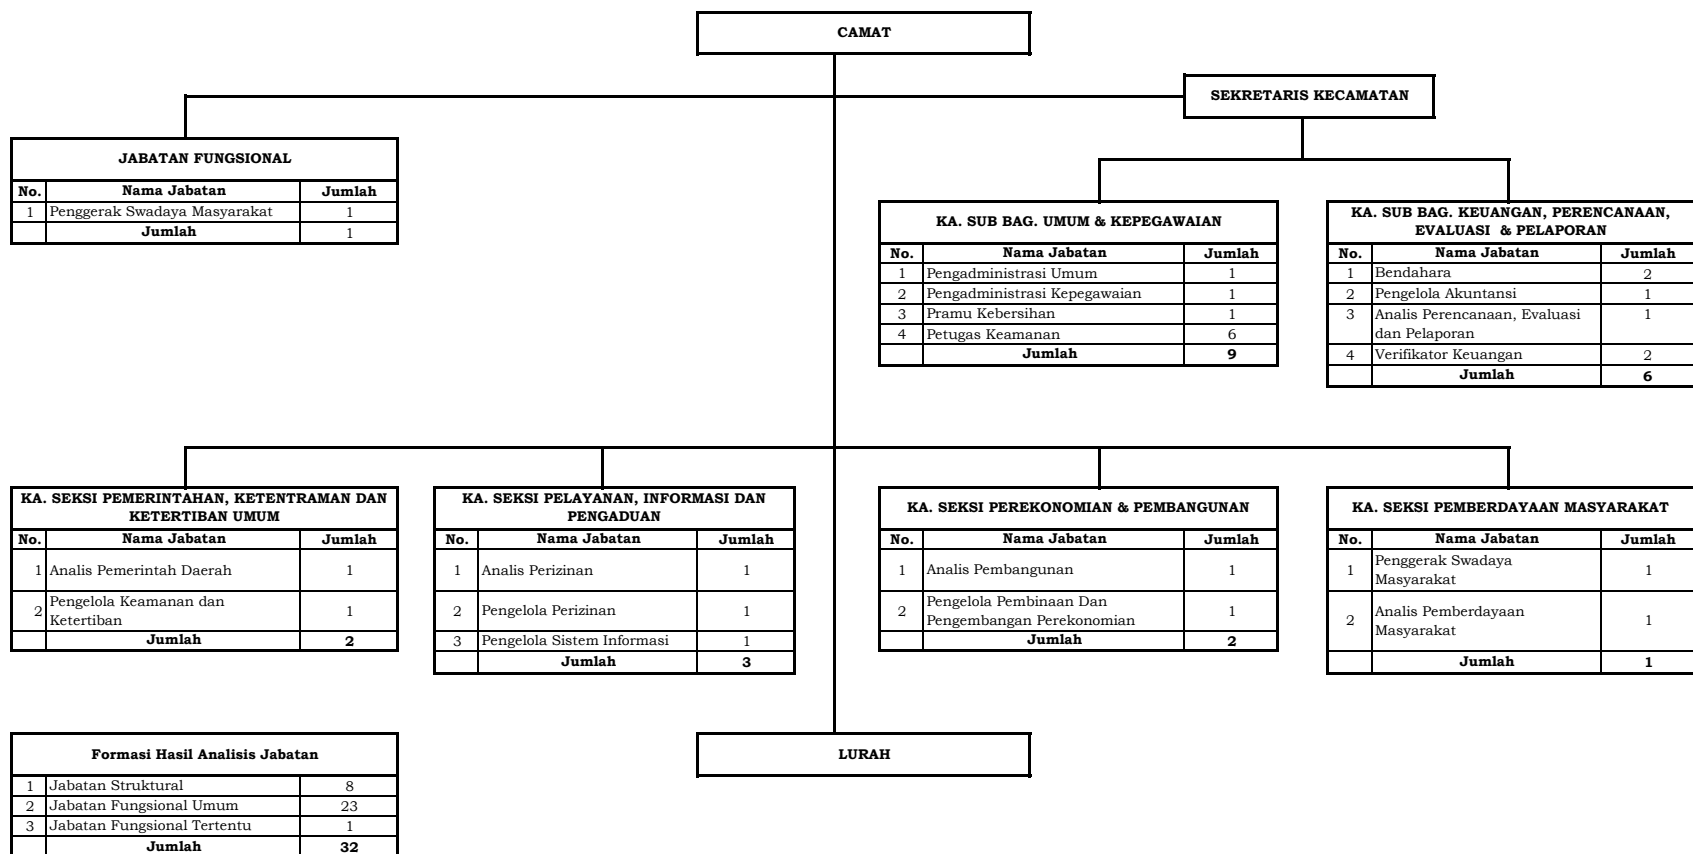 CAMAT
SEKRETARIS KECAMATAN
JABATAN FUNGSIONAL
No. Nama Jabatan Jumlah
1 Penggerak Swadaya Masyarakat 1
Jumlah 1
KA. SUB BAG. UMUM & KEPEGAWAIAN
No. Nama Jabatan Jumlah
1 Pengadministrasi Umum 1
2 Pengadministrasi Kepegawaian 1
3 Pramu Kebersihan 1
4 Petugas Keamanan 6
Jumlah 9
KA. SUB BAG. KEUANGAN, PERENCANAAN,
EVALUASI & PELAPORAN
No. Nama Jabatan Jumlah
1 Bendahara 2
2 Pengelola Akuntansi 1
3 Analis Perencanaan, Evaluasi 1
dan Pelaporan
4 Verifikator Keuangan 2
Jumlah 6
KA. SEKSI PEMERINTAHAN, KETENTRAMAN DAN
KETERTIBAN UMUM
No. Nama Jabatan Jumlah
1 Analis Pemerintah Daerah 1
2 Pengelola Keamanan dan
Ketertiban 1
Jumlah 2
KA. SEKSI PELAYANAN, INFORMASI DAN
PENGADUAN
No. Nama Jabatan Jumlah
1 Analis Perizinan 1
2 Pengelola Perizinan 1
3 Pengelola Sistem Informasi 1
Jumlah 3
KA. SEKSI PEREKONOMIAN & PEMBANGUNAN
No. Nama Jabatan Jumlah
1 Analis Pembangunan 1
2 Pengelola Pembinaan Dan
Pengembangan Perekonomian 1
Jumlah 2
KA. SEKSI PEMBERDAYAAN MASYARAKAT
No. Nama Jabatan Jumlah
1 Penggerak Swadaya
Masyarakat 1
2 Analis Pemberdayaan
Masyarakat 1
Jumlah 1
Formasi Hasil Analisis Jabatan
1 Jabatan Struktural 8
2 Jabatan Fungsional Umum 23
3 Jabatan Fungsional Tertentu 1
Jumlah 32
LURAH